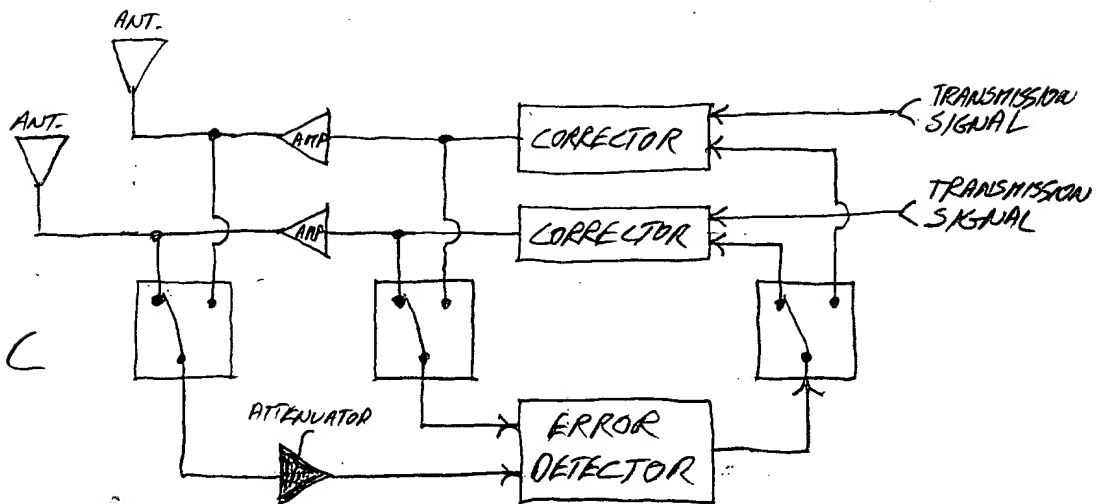 ANT.
ANT.
AMP
CORRECTOR
TRANSMISSION
SIGNAL
AMP
CORRECTOR
TRANSMISSION
SIGNAL
C
ATTENUATOR
ERROR
DETECTOR